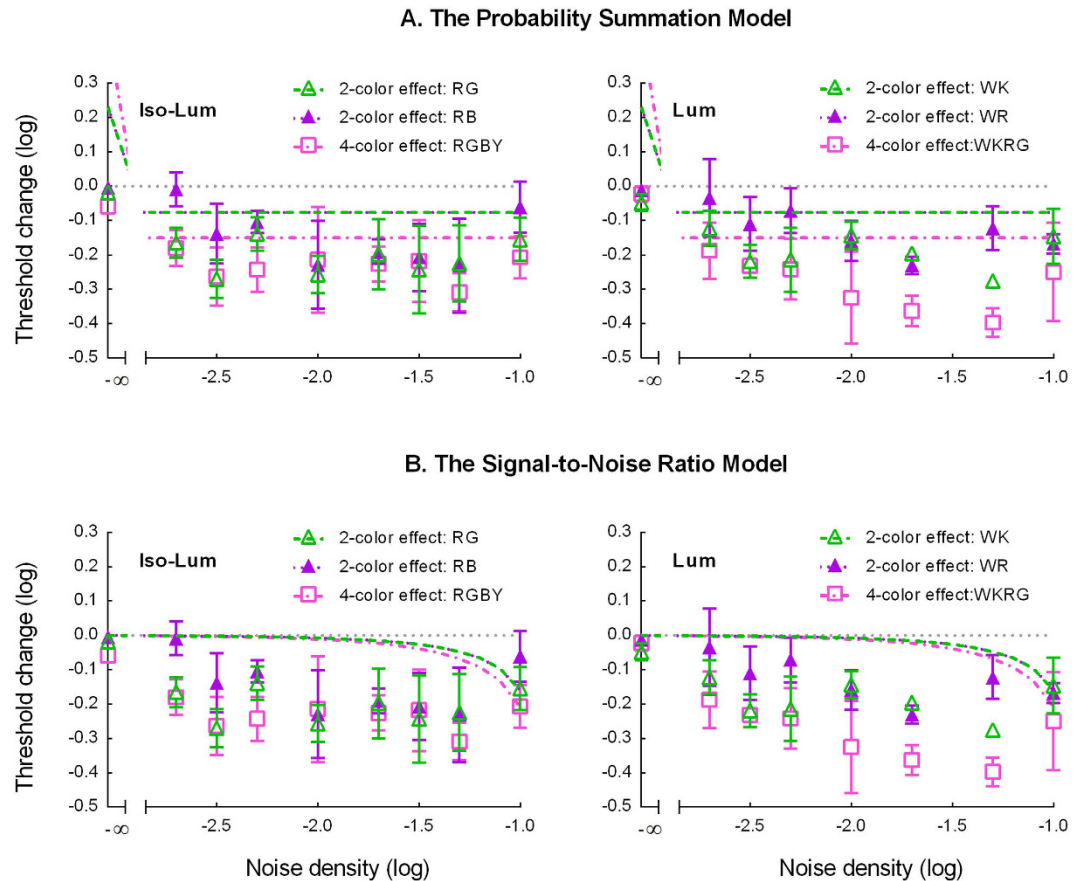 A. The Probability Summation Model
Threshold change (log)
0.3
0.2
0.1
0.0
-0.1
-0.2
-0.3
-0.4
-0.5
Iso-Lum
2-color effect: RG
2-color effect: RB
4-color effect: RGBY
-∞
-2.5
-2.0
-1.5
-1.0
0.3
0.2
0.1
0.0
-0.1
-0.2
-0.3
-0.4
-0.5
Lum
2-color effect: WK
2-color effect: WR
4-color effect:WKRG
-∞
-2.5
-2.0
-1.5
-1.0
B. The Signal-to-Noise Ratio Model
Threshold change (log)
0.3
0.2
0.1
0.0
-0.1
-0.2
-0.3
-0.4
-0.5
Iso-Lum
2-color effect: RG
2-color effect: RB
4-color effect: RGBY
-∞
-2.5
-2.0
-1.5
-1.0
Noise density (log)
0.3
0.2
0.1
0.0
-0.1
-0.2
-0.3
-0.4
-0.5
Lum
2-color effect: WK
2-color effect: WR
4-color effect:WKRG
-∞
-2.5
-2.0
-1.5
-1.0
Noise density (log)